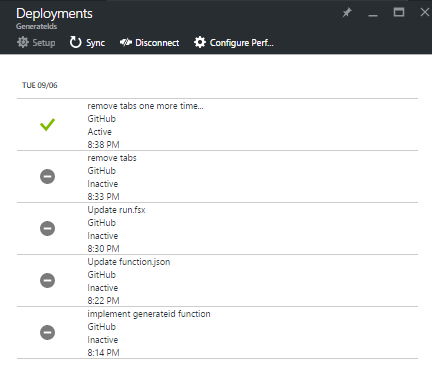 Deployments
GenerateIds
Setup Sync Disconnect Configure Perf...
TUE 09/06
remove tabs one more time...
GitHub
Active
8:38 PM
remove tabs
GitHub
Inactive
8:33 PM
Update run.fsx
GitHub
Inactive
8:30 PM
Update function.json
GitHub
Inactive
8:22 PM
implement generateid function
GitHub
Inactive
8:14 PM